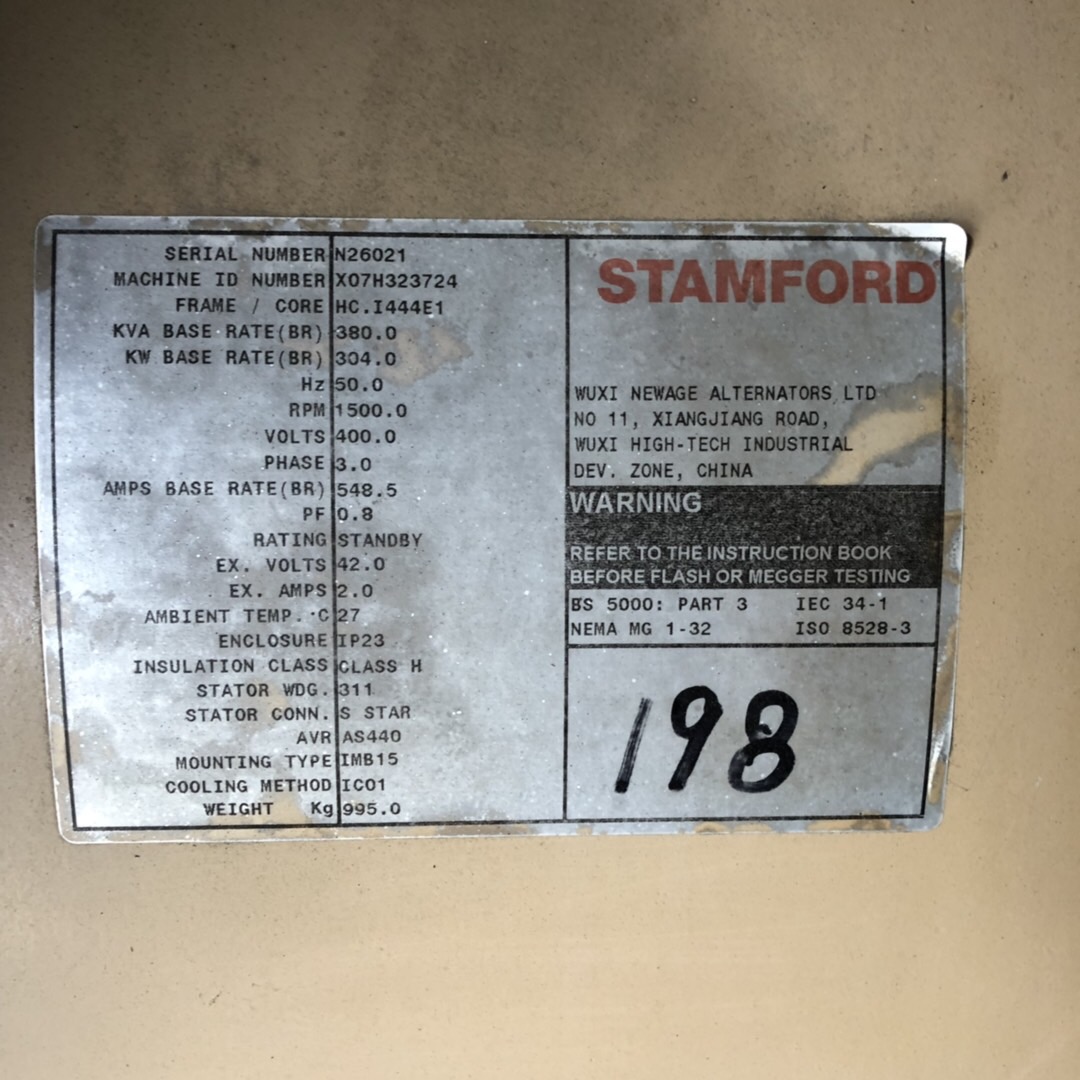 SERIAL NUMBER N26021
MACHINE ID NUMBER X07H323724
FRAME / CORE HC.I444E1
KVA BASE RATE(BR) 380.0
KW BASE RATE(BR) 304.0
Hz 50.0
RPM 1500.0
VOLTS 400.0
PHASE 3.0
AMPS BASE RATE(BR) 548.5
PF 0.8
RATING STANDBY
EX. VOLTS 42.0
EX. AMPS 2.0
AMBIENT TEMP. °C 27
ENCLOSURE IP23
INSULATION CLASS CLASS H
STATOR WDG. 311
STATOR CONN. S STAR
AVR AS440
MOUNTING TYPE IMB15
COOLING METHOD IC01
WEIGHT Kg 995.0
STAMFORD
WUXI NEWAGE ALTERNATORS LTD
NO 11, XIANGJIANG ROAD,
WUXI HIGH-TECH INDUSTRIAL
DEV. ZONE, CHINA
WARNING
REFER TO THE INSTRUCTION BOOK
BEFORE FLASH OR MEGGER TESTING
BS 5000: PART 3 IEC 34-1
NEMA MG 1-32 ISO 8528-3
198